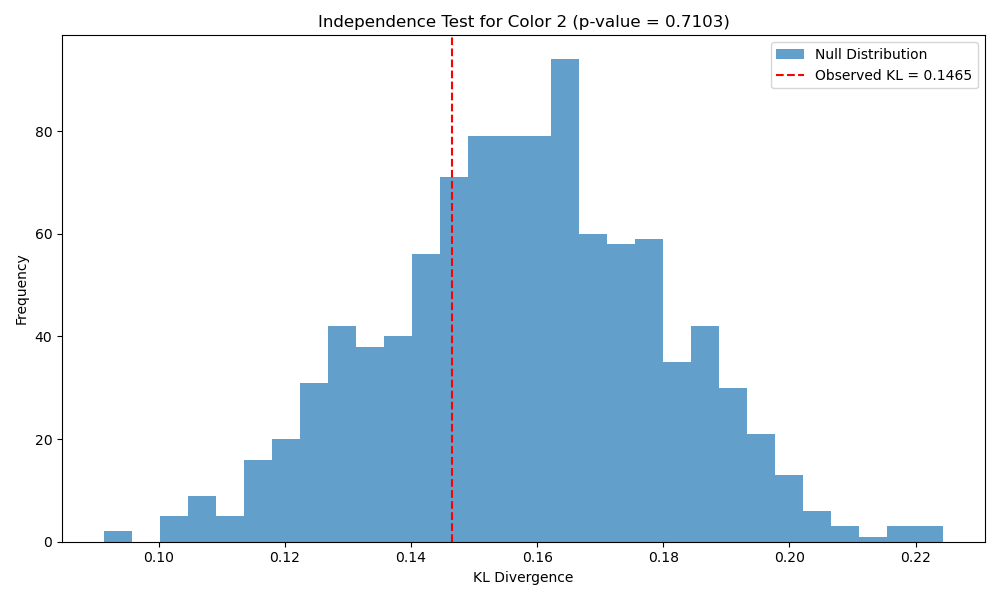 Independence Test for Color 2 (p-value = 0.7103)
Null Distribution
Observed KL = 0.1465
Frequency
80
60
40
20
0
0.10 0.12 0.14 0.16 0.18 0.20 0.22
KL Divergence